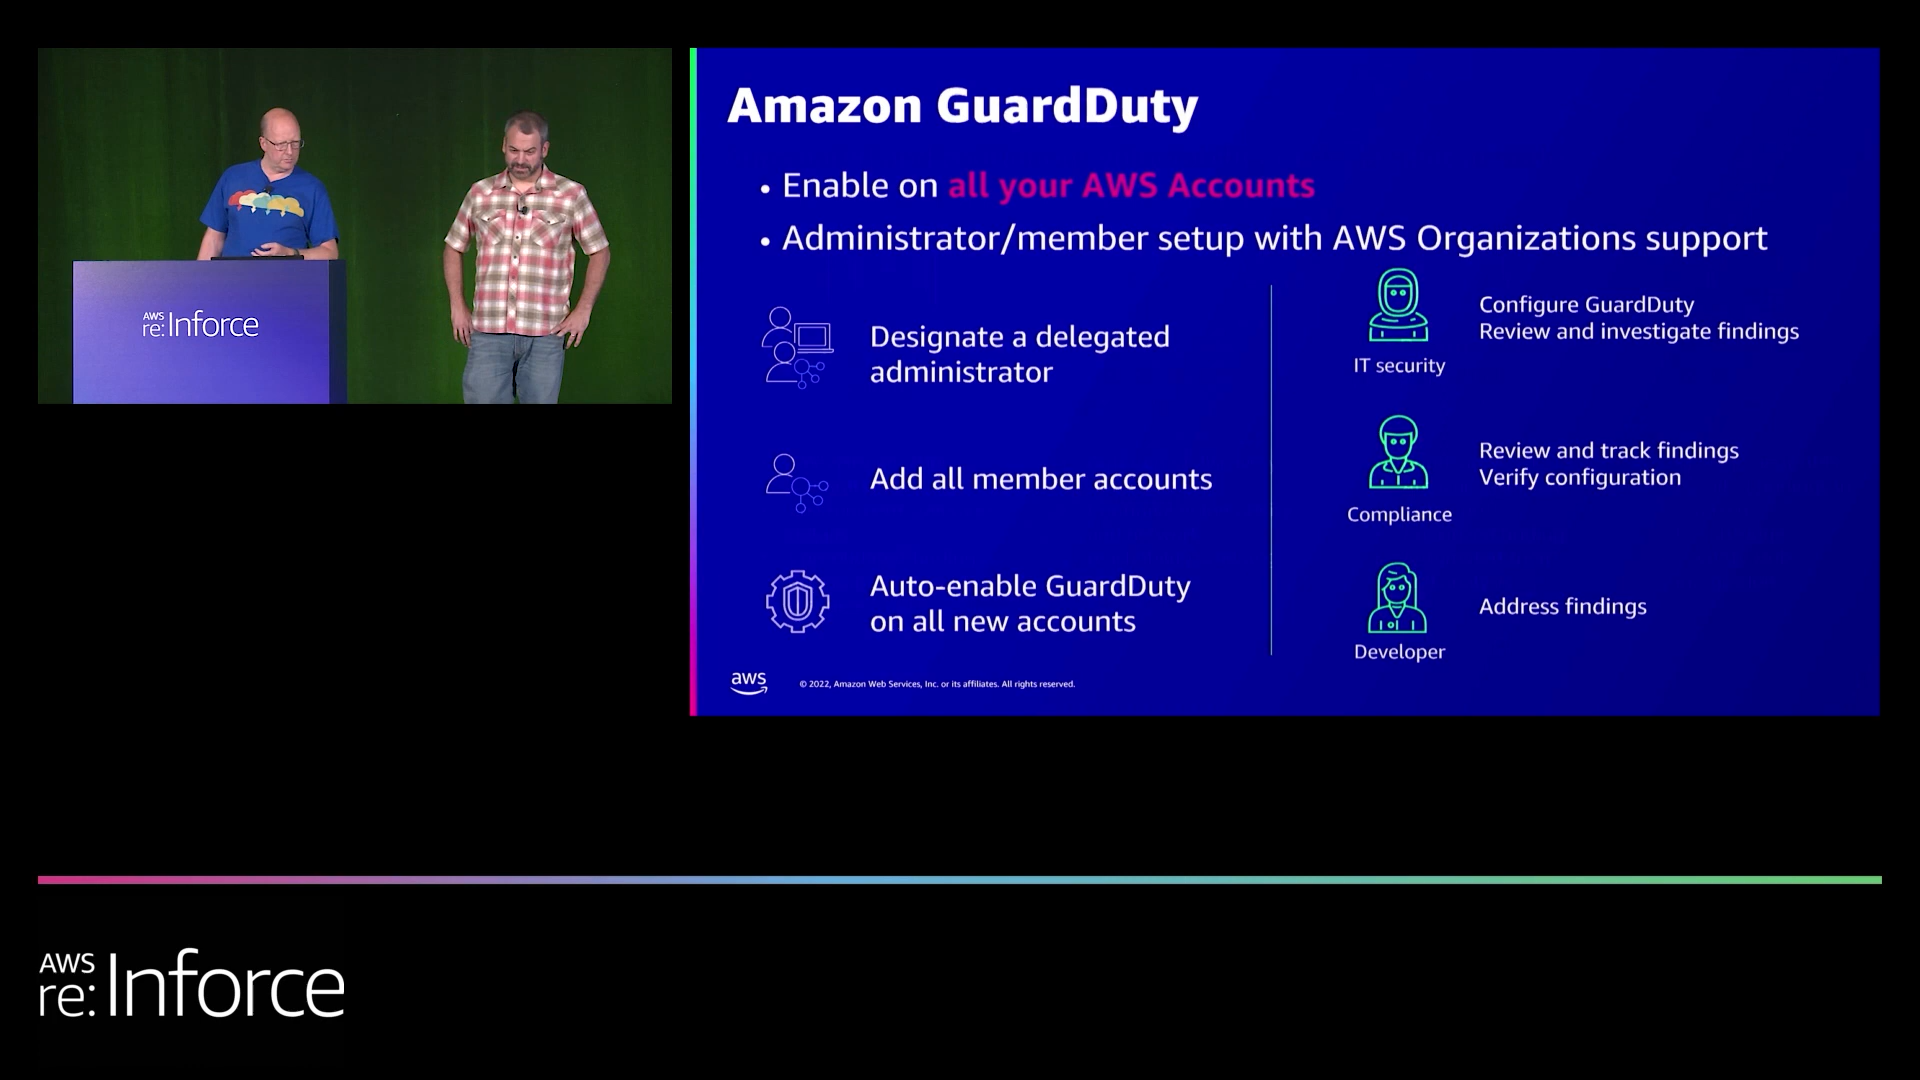 AWS
re:Inforce
Amazon GuardDuty
• Enable on all your AWS Accounts
• Administrator/member setup with AWS Organizations support
Designate a delegated
administrator
Add all member accounts
Auto-enable GuardDuty
on all new accounts
Configure GuardDuty
Review and investigate findings
IT security
Review and track findings
Verify configuration
Compliance
Address findings
Developer
aws
© 2022, Amazon Web Services, Inc. or its affiliates. All rights reserved.
AWS
re:Inforce